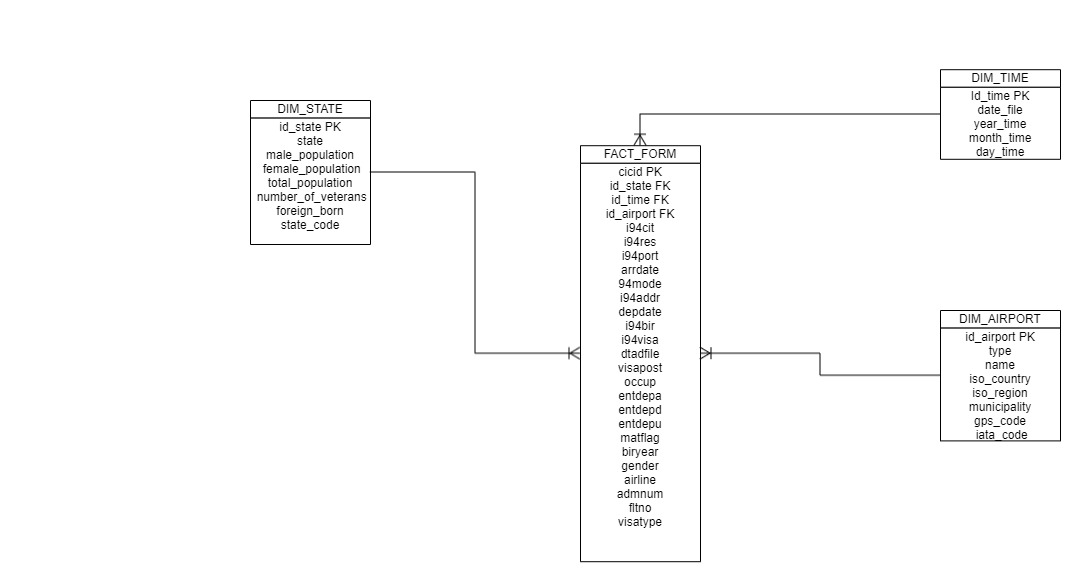 DIM_STATE
id_state PK
state
male_population
female_population
total_population
number_of_veterans
foreign_born
state_code
FACT_FORM
cicid PK
id_state FK
id_time FK
id_airport FK
i94cit
i94res
i94port
arrdate
94mode
i94addr
depdate
i94bir
i94visa
dtadfile
visapost
occup
entdepa
entdepd
entdepu
matflag
biryear
gender
airline
admnum
fltno
visatype
DIM_TIME
Id_time PK
date_file
year_time
month_time
day_time
DIM_AIRPORT
id_airport PK
type
name
iso_country
iso_region
municipality
gps_code
iata_code